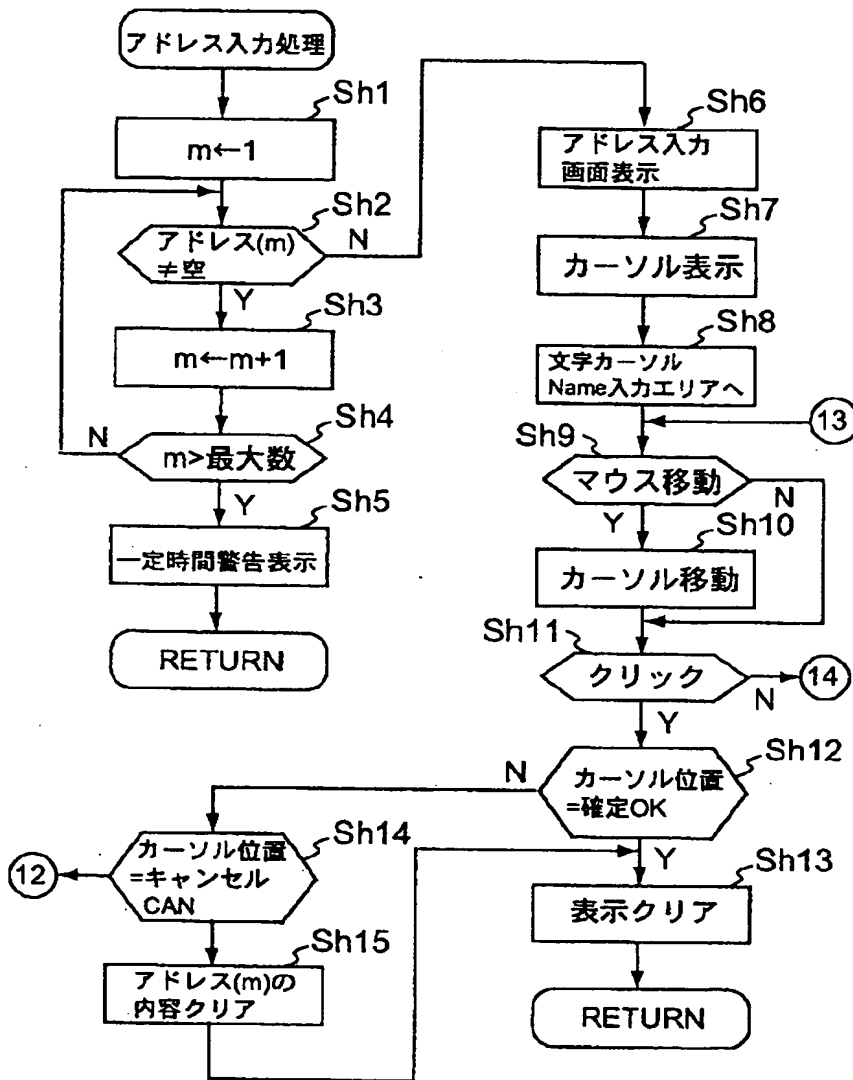 アドレス入力処理
Sh1
m←1
Sh2
アドレス(m)
≠空
N
Y
Sh3
m←m+1
Sh4
N
m>最大数
Y
Sh5
一定時間警告表示
RETURN
Sh6
アドレス入力
画面表示
Sh7
カーソル表示
Sh8
文字カーソル
Name入力エリアへ
13
Sh9
マウス移動
N
Y
Sh10
カーソル移動
Sh11
クリック
N
14
Y
Sh12
カーソル位置
=確定OK
N
Y
Sh13
表示クリア
RETURN
Sh14
カーソル位置
=キャンセル
CAN
12
Sh15
アドレス(m)の
内容クリア